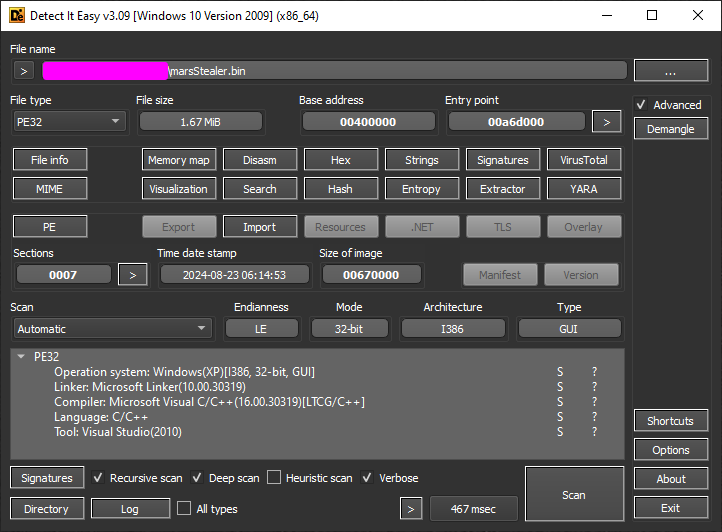 Detect It Easy v3.09 [Windows 10 Version 2009] (x86_64)
File name
> \marsStealer.bin ...
File type File size Base address Entry point Advanced
PE32 1.67 MiB 00400000 00a6d000 > Demangle
File info Memory map Disasm Hex Strings Signatures VirusTotal
MIME Visualization Search Hash Entropy Extractor YARA
PE Export Import Resources .NET TLS Overlay
Sections Time date stamp Size of image
0007 > 2024-08-23 06:14:53 00670000 Manifest Version
Scan Endianness Mode Architecture Type
Automatic LE 32-bit I386 GUI
PE32
Operation system: Windows(XP)[I386, 32-bit, GUI] S ?
Linker: Microsoft Linker(10.00.30319) S ?
Compiler: Microsoft Visual C/C++(16.00.30319)[LTCG/C++] S ?
Language: C/C++ S ?
Tool: Visual Studio(2010) S ?
Shortcuts
Options
Signatures Recursive scan Deep scan Heuristic scan Verbose Scan About
Directory Log All types > 467 msec Exit